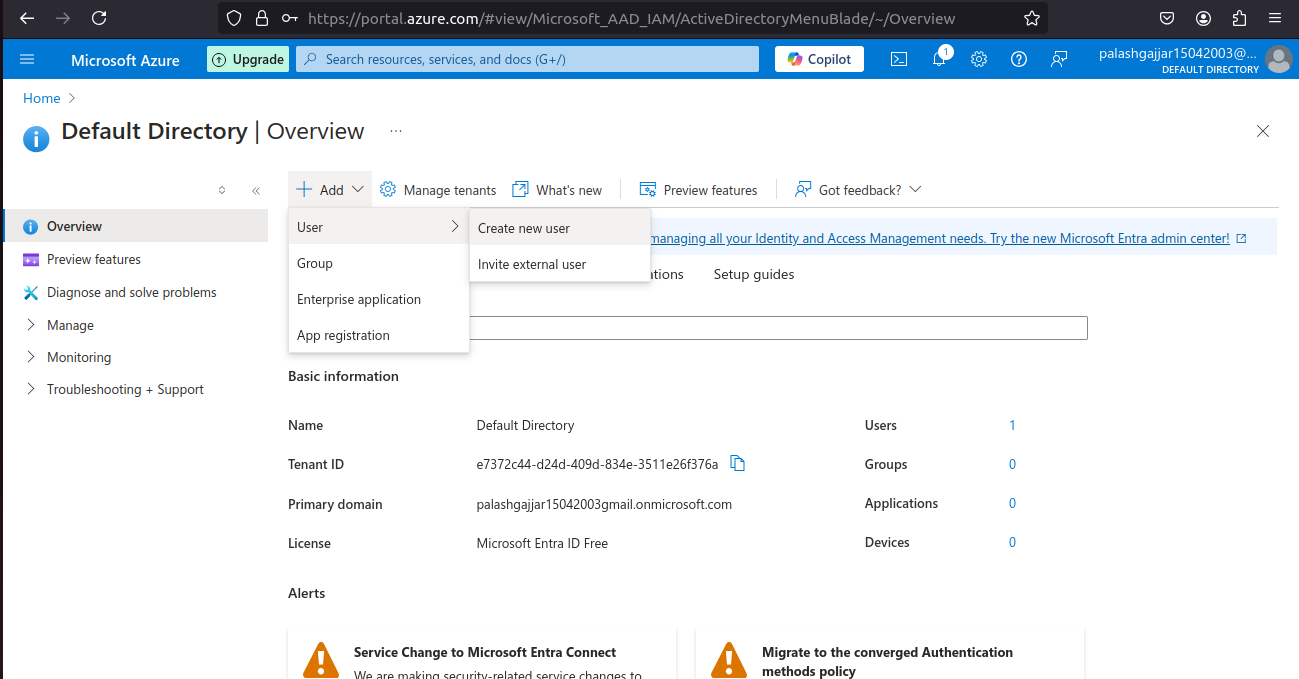 https://portal.azure.com/#view/Microsoft_AAD_IAM/ActiveDirectoryMenuBlade/~/Overview
Microsoft Azure
Upgrade
Search resources, services, and docs (G+/)
Copilot
1
palashgajjar15042003@...
DEFAULT DIRECTORY
Home
Default Directory | Overview
...
Add
Manage tenants
What's new
Preview features
Got feedback?
Overview
Preview features
Diagnose and solve problems
Manage
Monitoring
Troubleshooting + Support
User
Group
Enterprise application
App registration
Create new user
Invite external user
managing all your Identity and Access Management needs. Try the new Microsoft Entra admin center!
Setup guides
Basic information
Name Default Directory Users 1
Tenant ID e7372c44-d24d-409d-834e-3511e26f376a Groups 0
Primary domain palashgajjar15042003gmail.onmicrosoft.com Applications 0
License Microsoft Entra ID Free Devices 0
Alerts
Service Change to Microsoft Entra Connect
We are making security-related service changes to
Migrate to the converged Authentication
methods policy